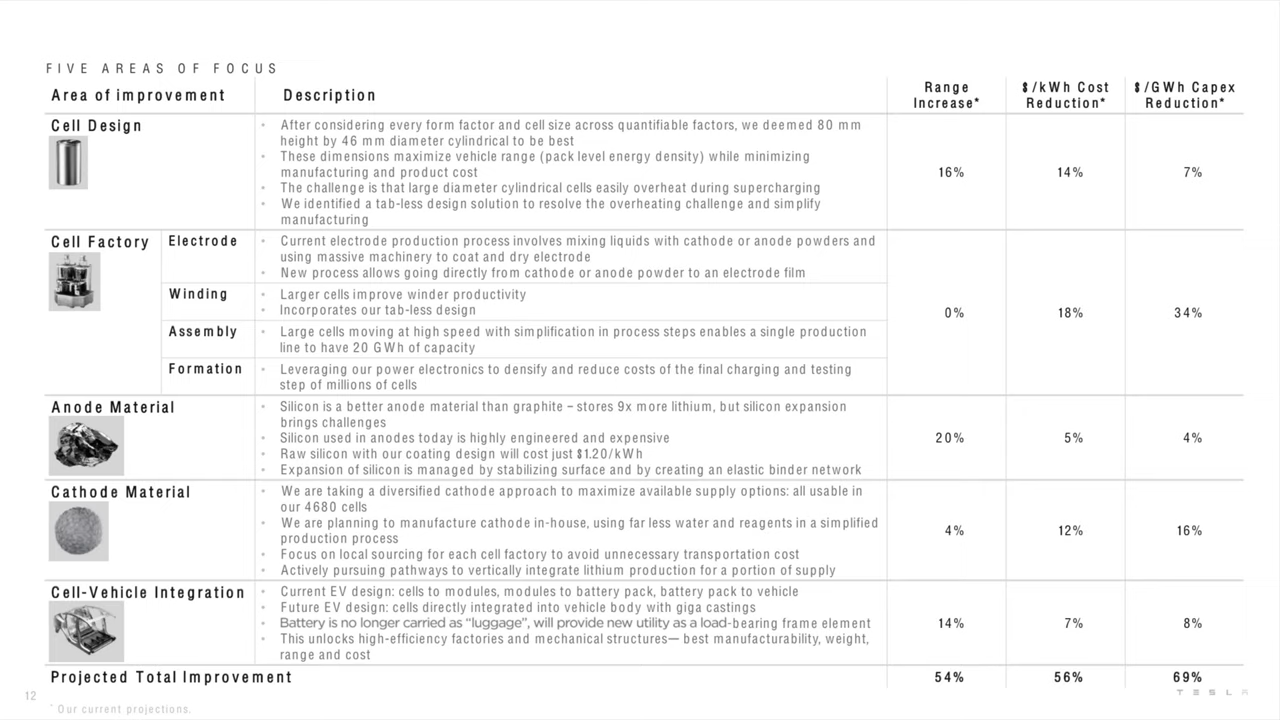 FIVE AREAS OF FOCUS
Area of improvement
Description
Range Increase*
$/kWh Cost Reduction*
$/GWh Capex Reduction*
Cell Design
• After considering every form factor and cell size across quantifiable factors, we deemed 80 mm
height by 46 mm diameter cylindrical to be best
• These dimensions maximize vehicle range (pack level energy density) while minimizing
manufacturing and product cost
• The challenge is that large diameter cylindrical cells easily overheat during supercharging
• We identified a tab-less design solution to resolve the overheating challenge and simplify
manufacturing
16%
14%
7%
Cell Factory
Electrode
• Current electrode production process involves mixing liquids with cathode or anode powders and
using massive machinery to coat and dry electrode
• New process allows going directly from cathode or anode powder to an electrode film
Winding
• Larger cells improve winder productivity
• Incorporates our tab-less design
Assembly
• Large cells moving at high speed with simplification in process steps enables a single production
line to have 20 GWh of capacity
Formation
• Leveraging our power electronics to densify and reduce costs of the final charging and testing
step of millions of cells
0%
18%
34%
Anode Material
• Silicon is a better anode material than graphite – stores 9x more lithium, but silicon expansion
brings challenges
• Silicon used in anodes today is highly engineered and expensive
• Raw silicon with our coating design will cost just $1.20/kWh
• Expansion of silicon is managed by stabilizing surface and by creating an elastic binder network
20%
5%
4%
Cathode Material
• We are taking a diversified cathode approach to maximize available supply options: all usable in
our 4680 cells
• We are planning to manufacture cathode in-house, using far less water and reagents in a simplified
production process
• Focus on local sourcing for each cell factory to avoid unnecessary transportation cost
• Actively pursuing pathways to vertically integrate lithium production for a portion of supply
4%
12%
16%
Cell-Vehicle Integration
• Current EV design: cells to modules, modules to battery pack, battery pack to vehicle
• Future EV design: cells directly integrated into vehicle body with giga castings
• Battery is no longer carried as “luggage”, will provide new utility as a load-bearing frame element
• This unlocks high-efficiency factories and mechanical structures— best manufacturability, weight,
range and cost
14%
7%
8%
Projected Total Improvement
54%
56%
69%
12
* Our current projections.
TESLA